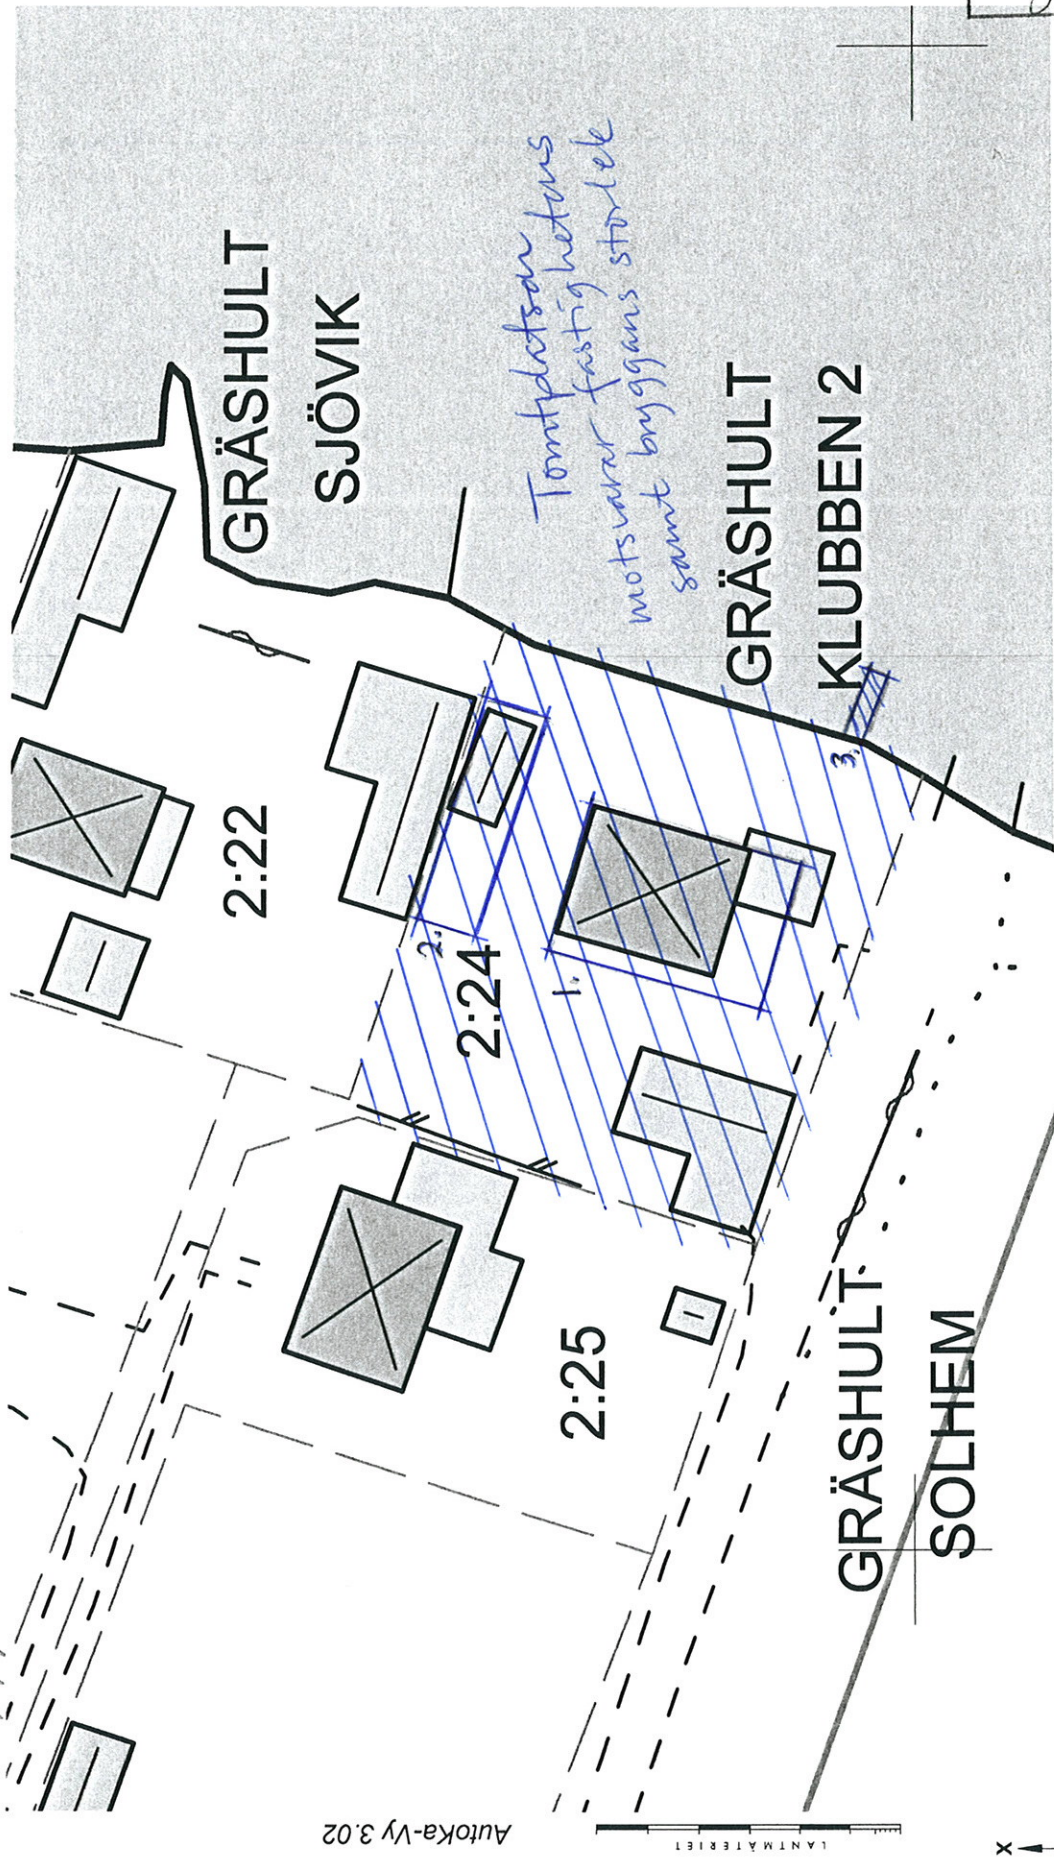 GRÄSHULT
SJÖVIK
Tomtplatsen
motsvarar fastighetens
samt bryggans storlek
GRÄSHULT
KLUBBEN 2
2:22
2.
2:24
1.
3.
2:25
GRÄSHULT
SOLHEM
AutoKa-Vy 3.02
LANTMÄTERIET
X